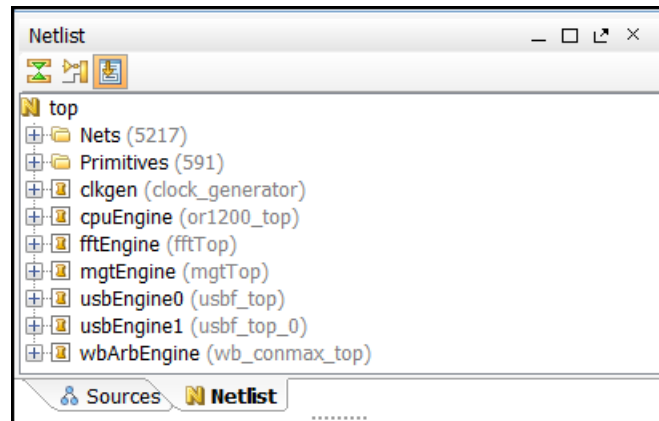 Netlist
top
Nets (5217)
Primitives (591)
clkgen (clock_generator)
cpuEngine (or1200_top)
fftEngine (fftTop)
mgtEngine (mgtTop)
usbEngine0 (usbf_top)
usbEngine1 (usbf_top_0)
wbArbEngine (wb_conmax_top)
Sources Netlist